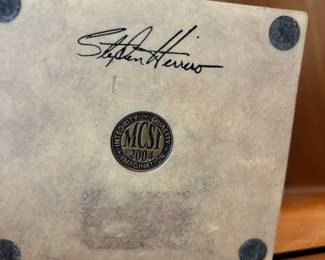 Stephen Herrero
INTEGRITY • QUALITY
MCSI
2004
IMAGINATION